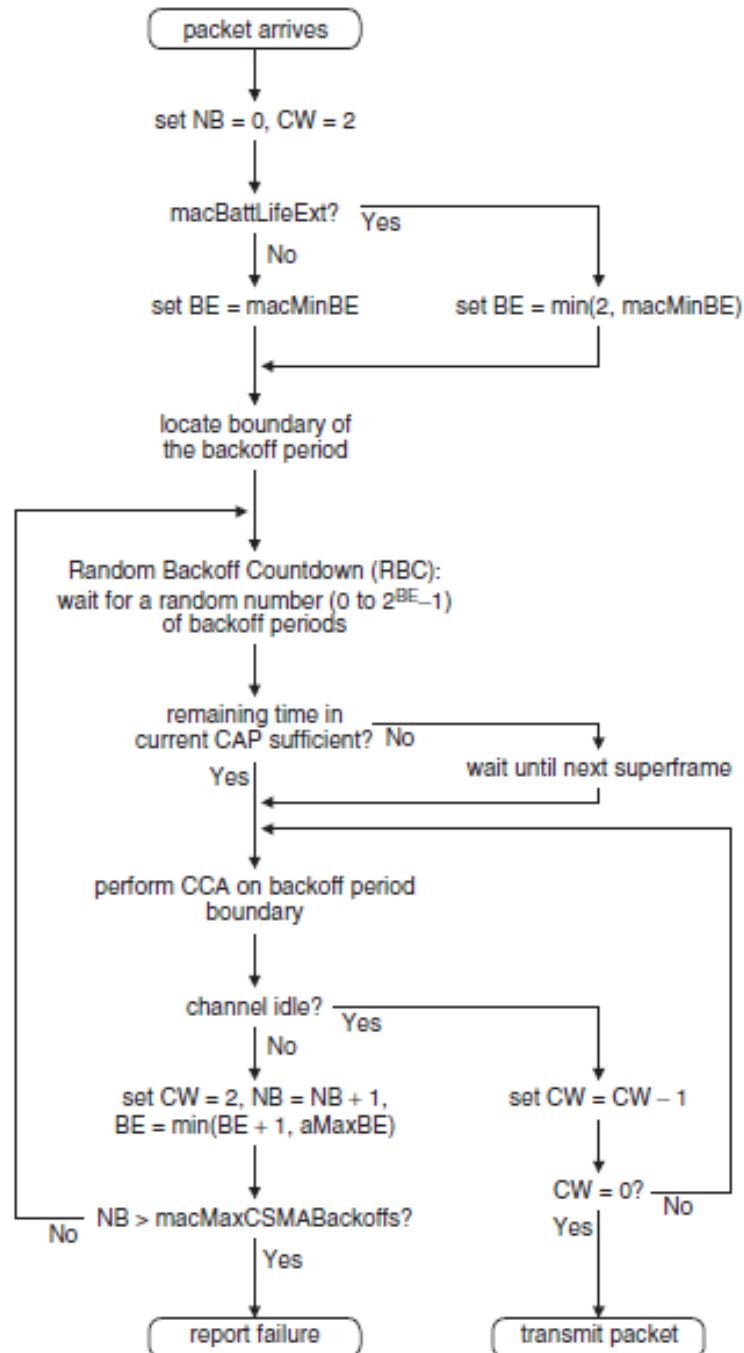 packet arrives
set NB = 0, CW = 2
macBattLifeExt?
Yes
No
set BE = macMinBE
set BE = min(2, macMinBE)
locate boundary of
the backoff period
Random Backoff Countdown (RBC):
wait for a random number (0 to 2^BE–1)
of backoff periods
remaining time in
current CAP sufficient?
No
Yes
wait until next superframe
perform CCA on backoff period
boundary
channel idle?
Yes
No
set CW = 2, NB = NB + 1,
BE = min(BE + 1, aMaxBE)
set CW = CW – 1
CW = 0?
No
Yes
No
NB > macMaxCSMABackoffs?
Yes
report failure
transmit packet